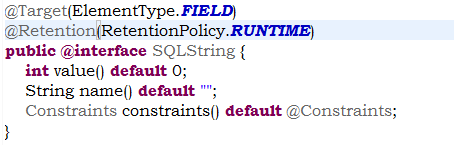 @Target(ElementType.FIELD)
@Retention(RetentionPolicy.RUNTIME)
public @interface SQLString {
int value() default 0;
String name() default "";
Constraints constraints() default @Constraints;
}